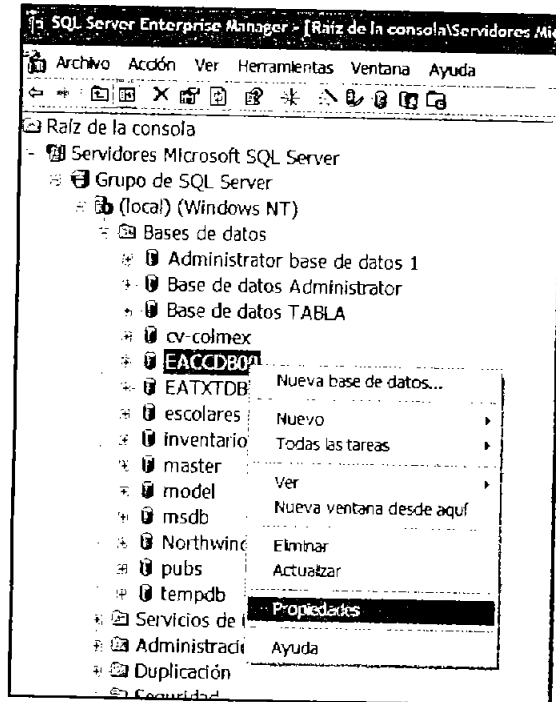 SQL Server Enterprise Manager - [Raíz de la consola\Servidores Mic
Archivo Acción Ver Herramientas Ventana Ayuda
Raíz de la consola
Servidores Microsoft SQL Server
Grupo de SQL Server
(local) (Windows NT)
Bases de datos
Administrator base de datos 1
Base de datos Administrator
Base de datos TABLA
cv-colmex
EACCDB00
EATXTDB
escolares
inventario
master
model
msdb
Northwind
pubs
tempdb
Servicios de
Administraci
Duplicación
Seguridad
Nueva base de datos...
Nuevo
Todas las tareas
Ver
Nueva ventana desde aquí
Eliminar
Actualizar
Propiedades
Ayuda